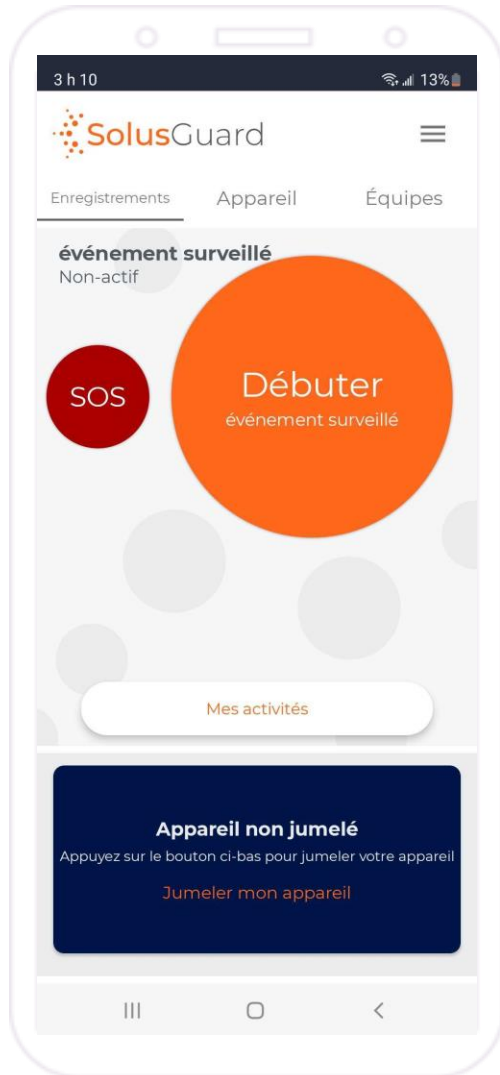 3 h 10
13%
SolusGuard
Enregistrements Appareil Équipes
événement surveillé
Non-actif
SOS
Débuter
événement surveillé
Mes activités
Appareil non jumelé
Appuyez sur le bouton ci-bas pour jumeler votre appareil
Jumeler mon appareil